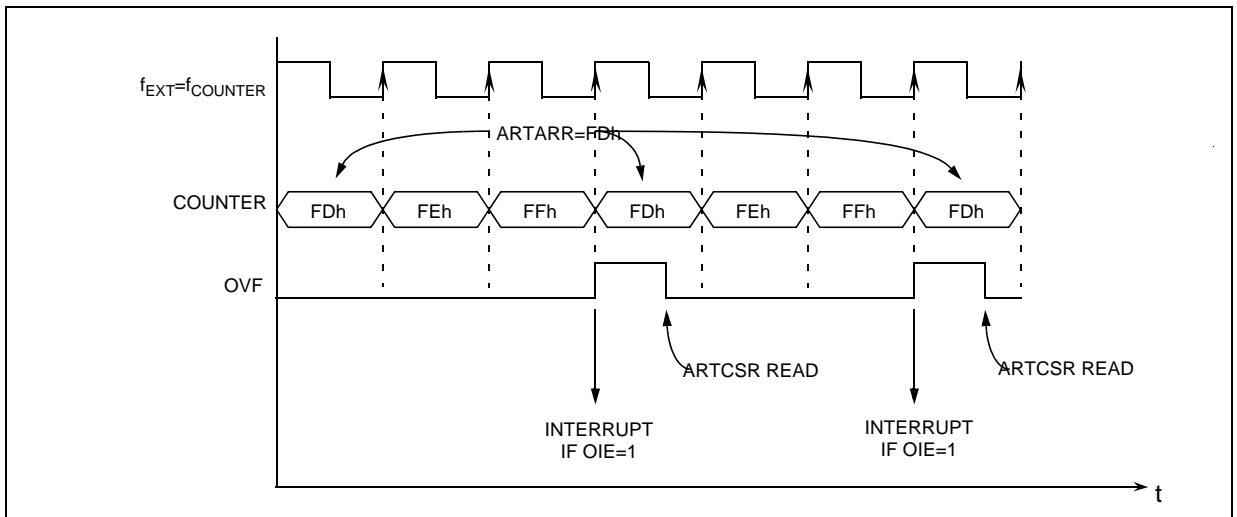 fEXT=fCOUNTER
ARTARR=FDh
COUNTER
FDh
FEh
FFh
FDh
FEh
FFh
FDh
OVF
ARTCSR READ
ARTCSR READ
INTERRUPT
IF OIE=1
INTERRUPT
IF OIE=1
t